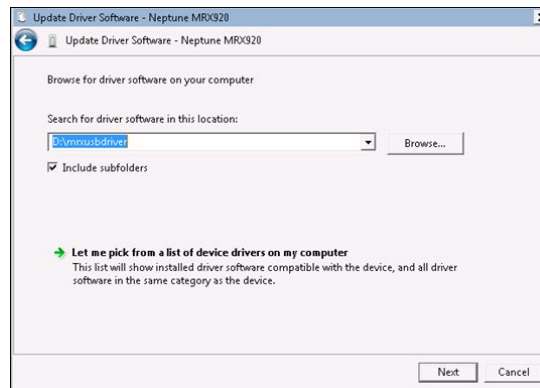 Update Driver Software - Neptune MRX920
Update Driver Software - Neptune MRX920
Browse for driver software on your computer
Search for driver software in this location:
D:\mrxusbdriver
Browse...
Include subfolders
Let me pick from a list of device drivers on my computer
This list will show installed driver software compatible with the device, and all driver
software in the same category as the device.
Next
Cancel